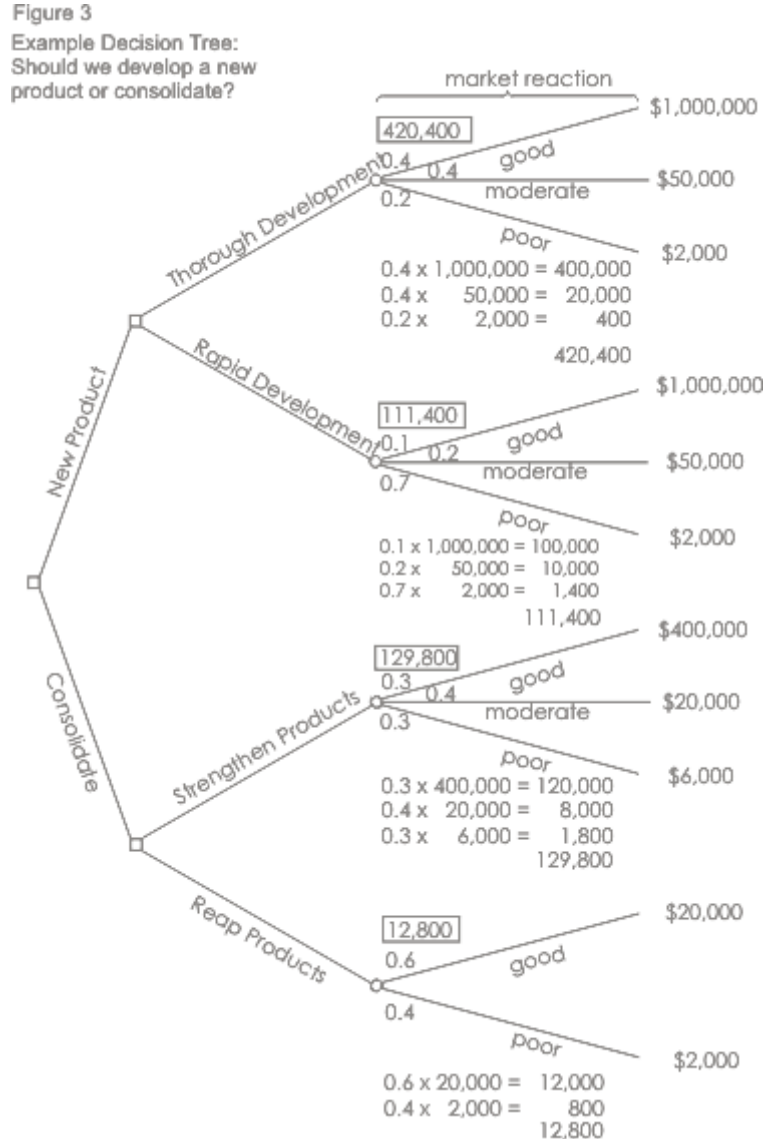 Figure 3
Example Decision Tree:
Should we develop a new
product or consolidate?
market reaction
$1,000,000
420,400
0.4
0.4
good
Thorough Development
moderate
$50,000
0.2
poor
$2,000
0.4 x 1,000,000 = 400,000
0.4 x 50,000 = 20,000
0.2 x 2,000 = 400
420,400
New Product
Rapid Development
$1,000,000
111,400
0.1
0.2
good
moderate
$50,000
0.7
poor
$2,000
0.1 x 1,000,000 = 100,000
0.2 x 50,000 = 10,000
0.7 x 2,000 = 1,400
111,400
Consolidate
Strengthen Products
$400,000
129,800
0.3
0.4
good
moderate
$20,000
0.3
poor
$6,000
0.3 x 400,000 = 120,000
0.4 x 20,000 = 8,000
0.3 x 6,000 = 1,800
129,800
Reap Products
$20,000
12,800
0.6
good
0.4
poor
$2,000
0.6 x 20,000 = 12,000
0.4 x 2,000 = 800
12,800